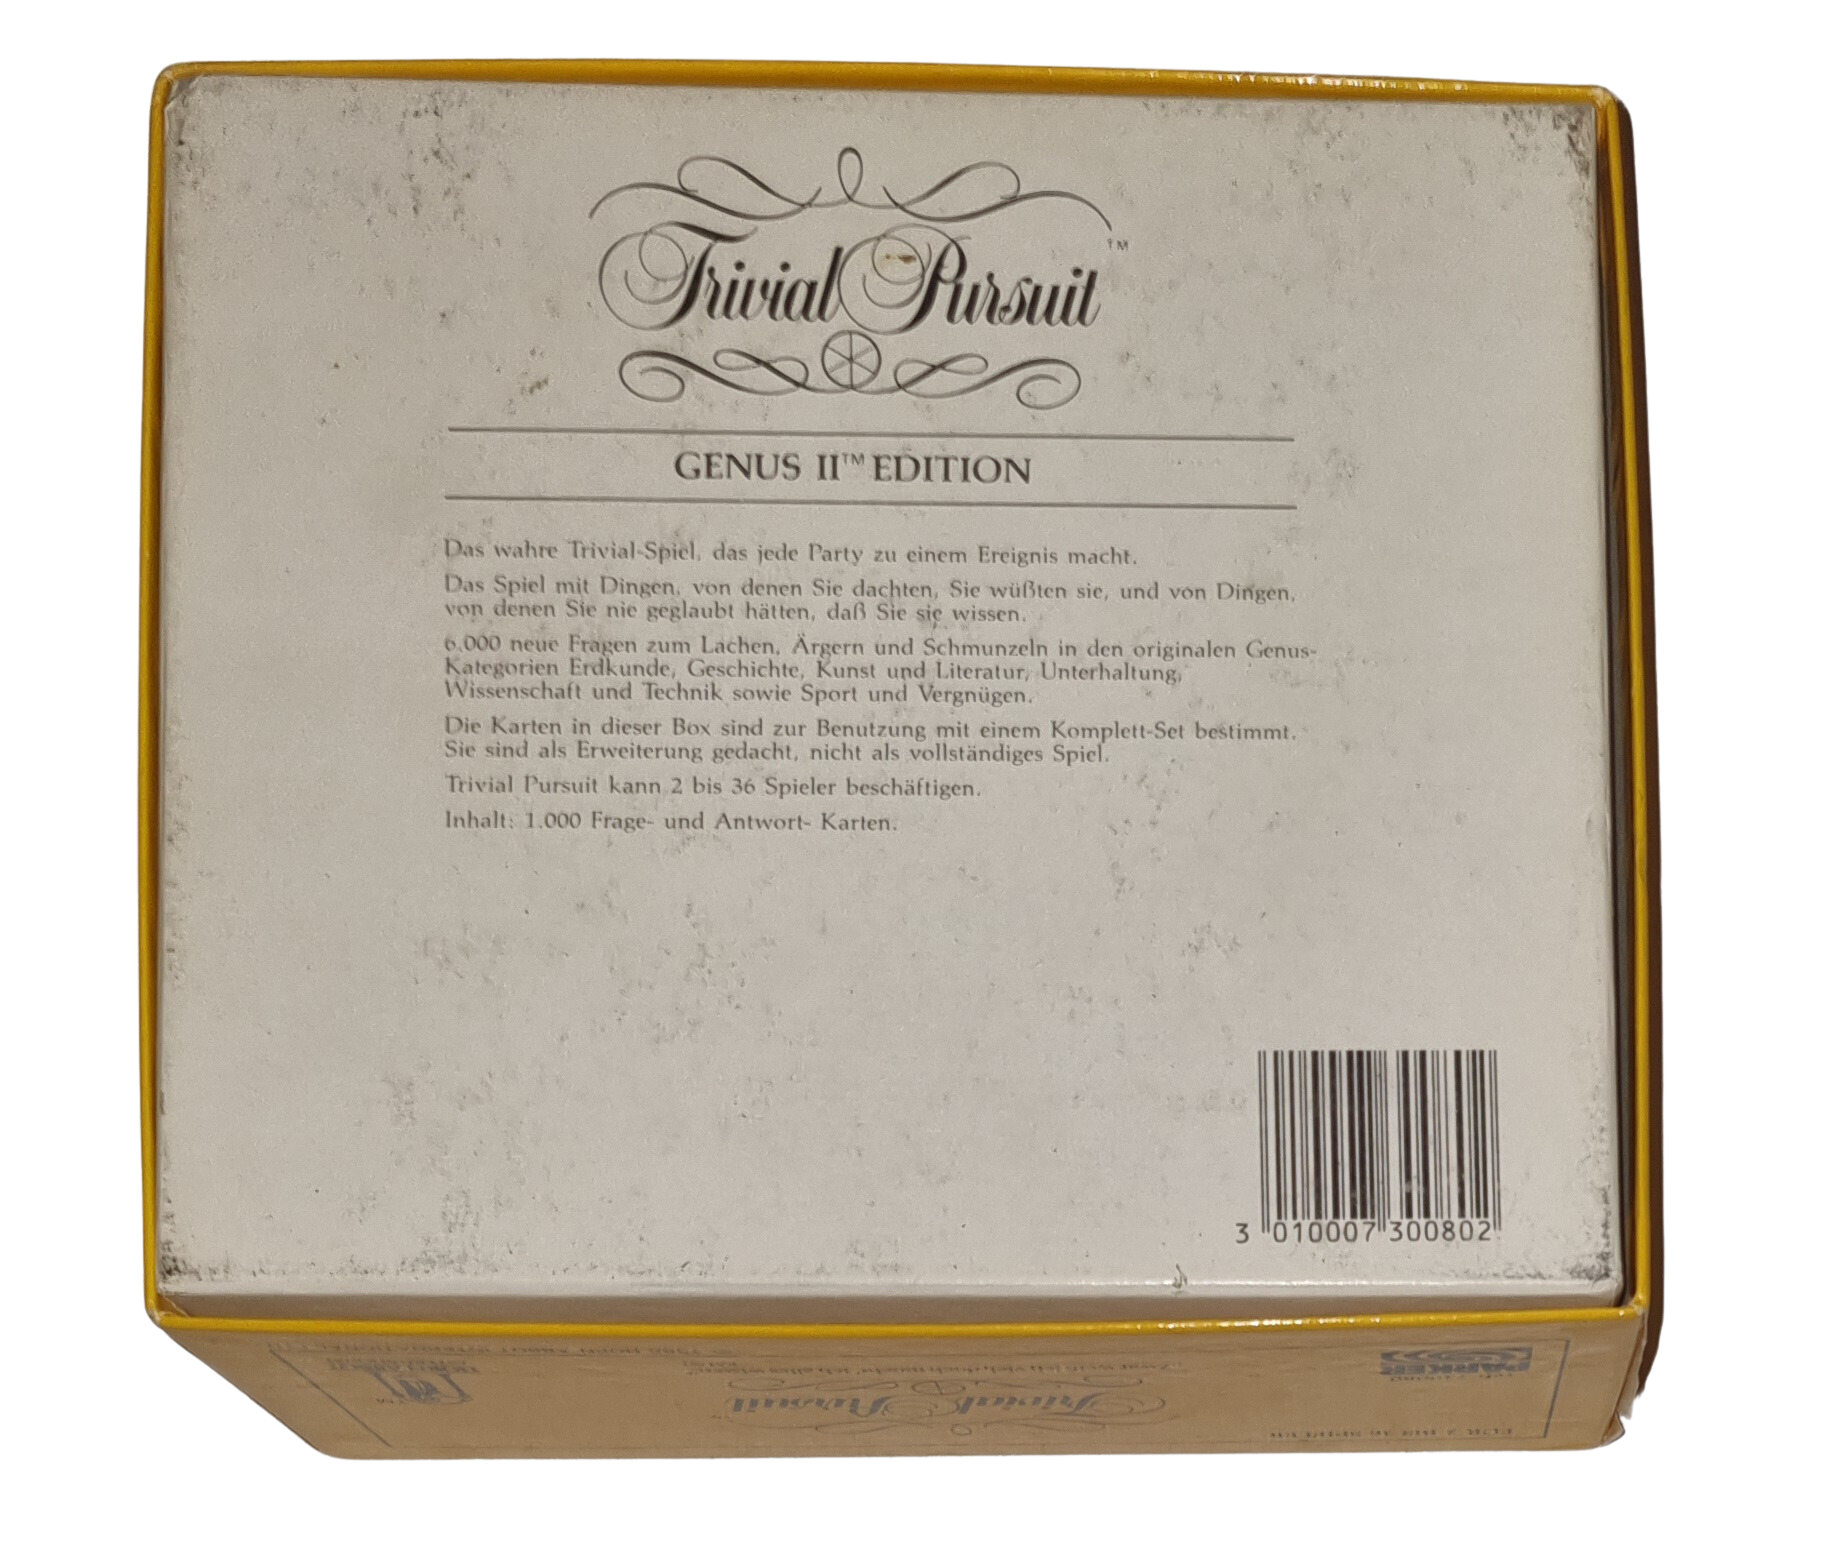 Trivial Pursuit™
GENUS II™ EDITION
Das wahre Trivial-Spiel, das jede Party zu einem Ereignis macht.
Das Spiel mit Dingen, von denen Sie dachten, Sie wüßten sie, und von Dingen,
von denen Sie nie geglaubt hätten, daß Sie sie wissen.
6.000 neue Fragen zum Lachen, Ärgern und Schmunzeln in den originalen Genus-
Kategorien Erdkunde, Geschichte, Kunst und Literatur, Unterhaltung,
Wissenschaft und Technik sowie Sport und Vergnügen.
Die Karten in dieser Box sind zur Benutzung mit einem Komplett-Set bestimmt.
Sie sind als Erweiterung gedacht, nicht als vollständiges Spiel.
Trivial Pursuit kann 2 bis 36 Spieler beschäftigen.
Inhalt: 1.000 Frage- und Antwort- Karten.
3 010007 300802
PARKER
Trivial Pursuit